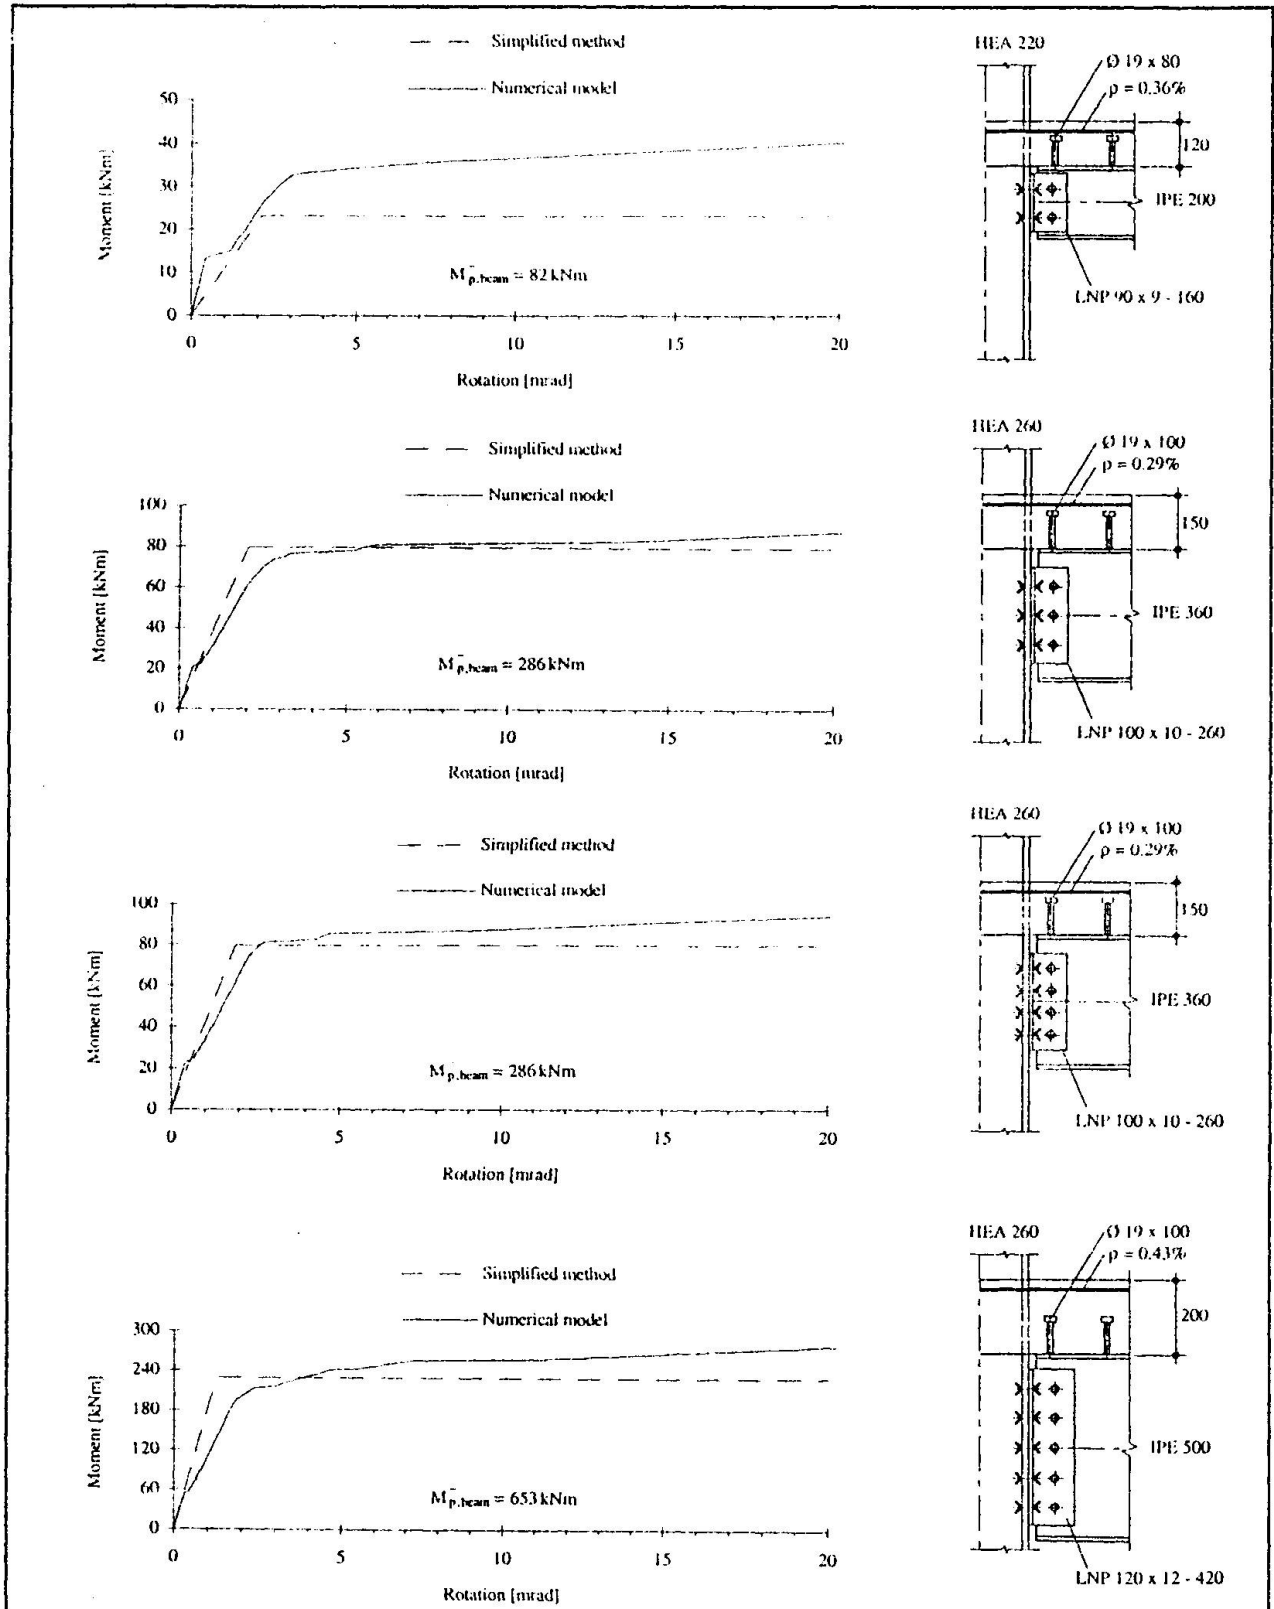 Simplified method
Numerical model
50
40
30
20
10
0
Moment [kNm]
M⁻p,beam = 82 kNm
0 5 10 15 20
Rotation [mrad]
HEA 220
Ø 19 x 80
ρ = 0.36%
120
IPE 200
LNP 90 x 9 - 160
Simplified method
Numerical model
100
80
60
40
20
0
Moment [kNm]
M⁻p,beam = 286 kNm
0 5 10 15 20
Rotation [mrad]
HEA 260
Ø 19 x 100
ρ = 0.29%
150
IPE 360
LNP 100 x 10 - 260
Simplified method
Numerical model
100
80
60
40
20
0
Moment [kNm]
M⁻p,beam = 286 kNm
0 5 10 15 20
Rotation [mrad]
HEA 260
Ø 19 x 100
ρ = 0.29%
150
IPE 360
LNP 100 x 10 - 260
Simplified method
Numerical model
300
240
180
120
60
0
Moment [kNm]
M⁻p,beam = 653 kNm
0 5 10 15 20
Rotation [mrad]
HEA 260
Ø 19 x 100
ρ = 0.43%
200
IPE 500
LNP 120 x 12 - 420